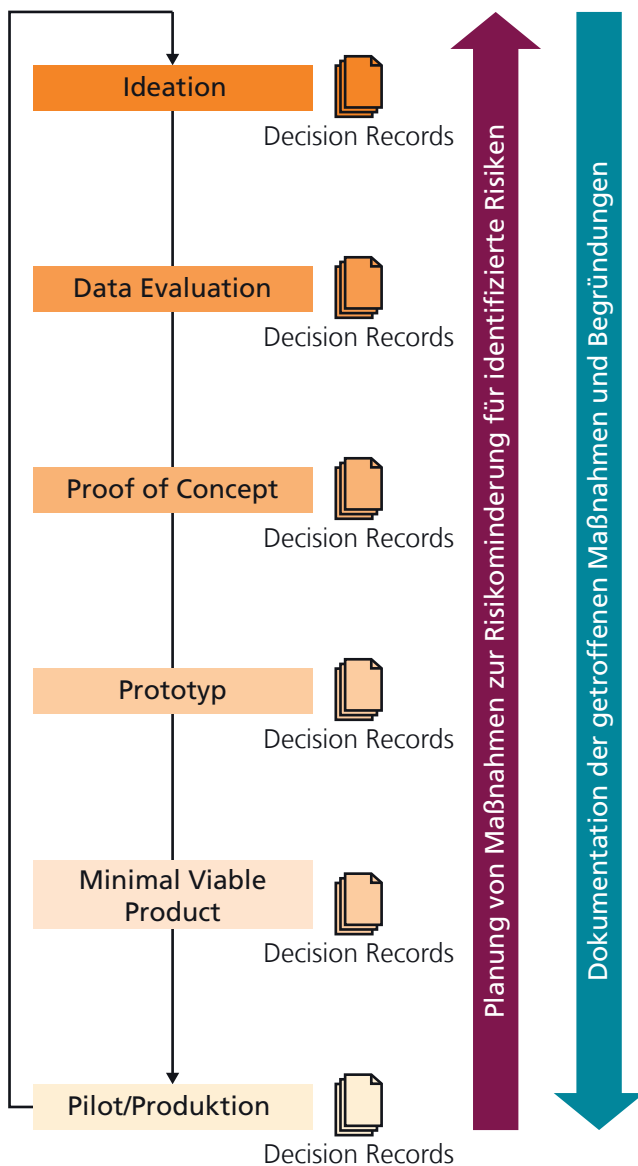 Ideation
Decision Records
Data Evaluation
Decision Records
Proof of Concept
Decision Records
Prototyp
Decision Records
Minimal Viable
Product
Decision Records
Pilot/Produktion
Decision Records
Planung von Maßnahmen zur Risikominderung für identifizierte Risiken
Dokumentation der getroffenen Maßnahmen und Begründungen